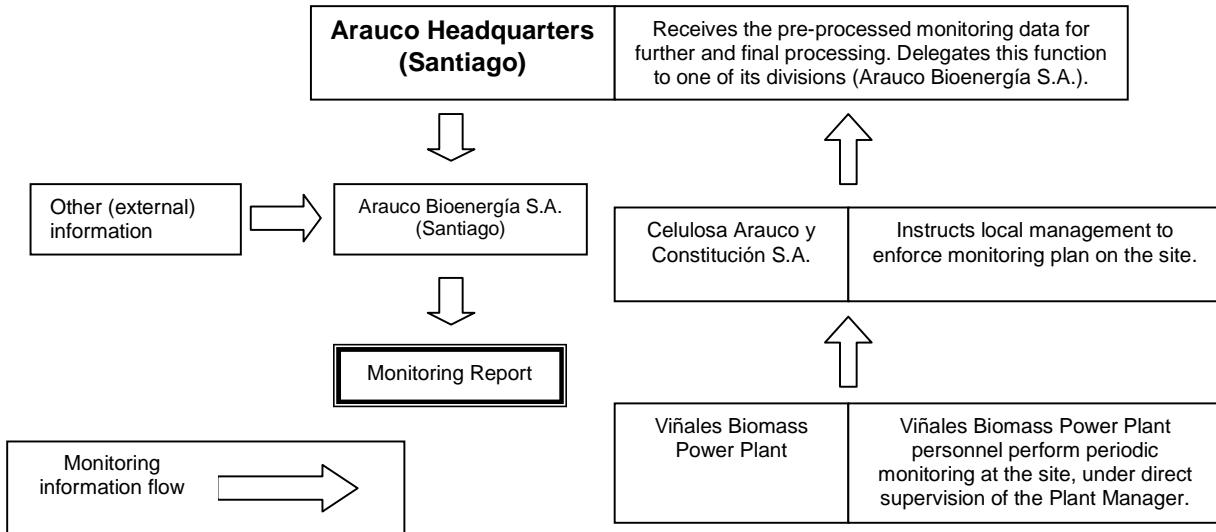 Arauco Headquarters
(Santiago)
Receives the pre-processed monitoring data for
further and final processing. Delegates this function
to one of its divisions (Arauco Bioenergía S.A.).
Other (external)
information
Arauco Bioenergía S.A.
(Santiago)
Celulosa Arauco y
Constitución S.A.
Instructs local management to
enforce monitoring plan on the site.
Monitoring Report
Viñales Biomass
Power Plant
Viñales Biomass Power Plant
personnel perform periodic
monitoring at the site, under direct
supervision of the Plant Manager.
Monitoring
information flow